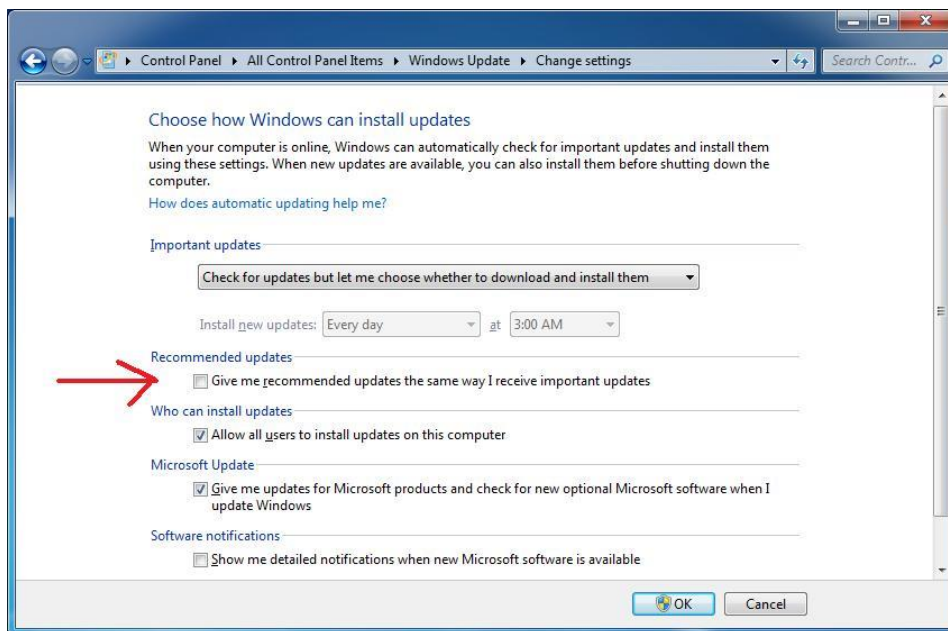 Control Panel ▸ All Control Panel Items ▸ Windows Update ▸ Change settings
Search Contr...
Choose how Windows can install updates
When your computer is online, Windows can automatically check for important updates and install them
using these settings. When new updates are available, you can also install them before shutting down the
computer.
How does automatic updating help me?
Important updates
Check for updates but let me choose whether to download and install them
Install new updates: Every day at 3:00 AM
Recommended updates
Give me recommended updates the same way I receive important updates
Who can install updates
Allow all users to install updates on this computer
Microsoft Update
Give me updates for Microsoft products and check for new optional Microsoft software when I
update Windows
Software notifications
Show me detailed notifications when new Microsoft software is available
OK Cancel